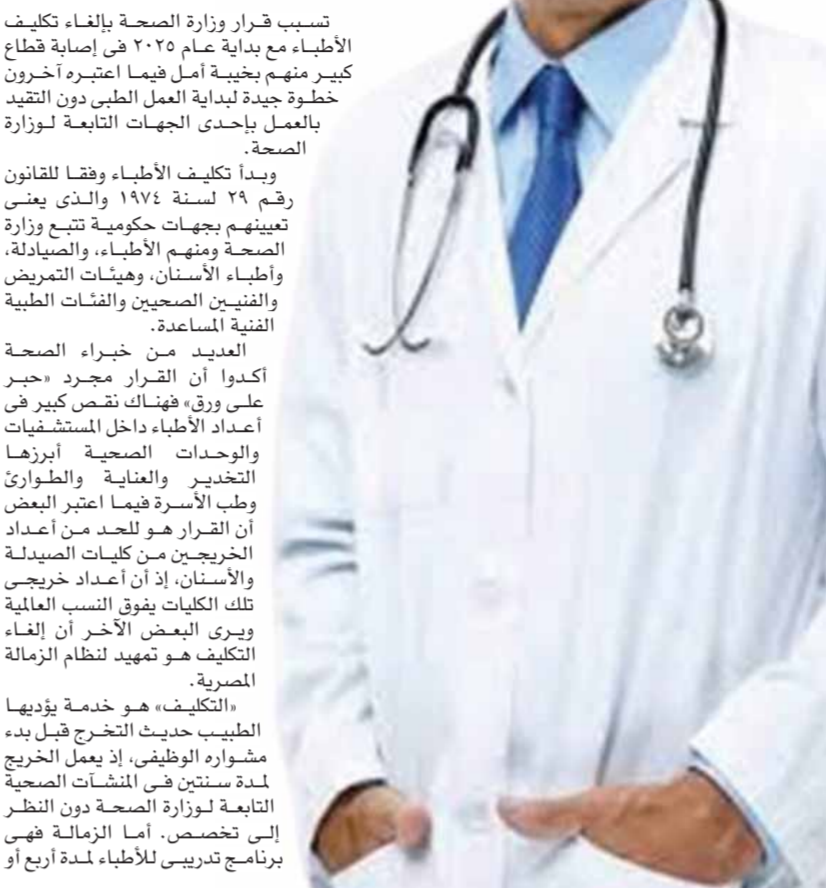 تسبب قرار وزارة الصحة بإلغاء تكليف
الأطباء مع بداية عام ٢٠٢٥ فى إصابة قطاع
كبير منهم بخيبة أمل فيما اعتبره آخرون
خطوة جيدة لبداية العمل الطبى دون التقيد
بالعمل بإحدى الجهات التابعة لوزارة
الصحة.
وبدأ تكليف الأطباء وفقا للقانون
رقم ٢٩ لسنة ١٩٧٤ والذى يعنى
تعيينهم بجهات حكومية تتبع وزارة
الصحة ومنهم الأطباء، والصيادلة،
وأطباء الأسنان، وهيئات التمريض
والفنيين الصحيين والفئات الطبية
الفنية المساعدة.
العديد من خبراء الصحة
أكدوا أن القرار مجرد «حبر
على ورق» فهناك نقص كبير فى
أعداد الأطباء داخل المستشفيات
والوحدات الصحية أبرزها
التخدير والعناية والطوارئ
وطب الأسرة فيما اعتبر البعض
أن القرار هو للحد من أعداد
الخريجين من كليات الصيدلة
والأسنان، إذ أن أعداد خريجى
تلك الكليات يفوق النسب العالمية
ويرى البعض الآخر أن إلغاء
التكليف هو تمهيد لنظام الزمالة
المصرية.
«التكليف» هو خدمة يؤديها
الطبيب حديث التخرج قبل بدء
مشواره الوظيفى، إذ يعمل الخريج
لمدة سنتين فى المنشآت الصحية
التابعة لوزارة الصحة دون النظر
إلى تخصص. أما الزمالة فهى
برنامج تدريبى للأطباء لمدة أربع أو